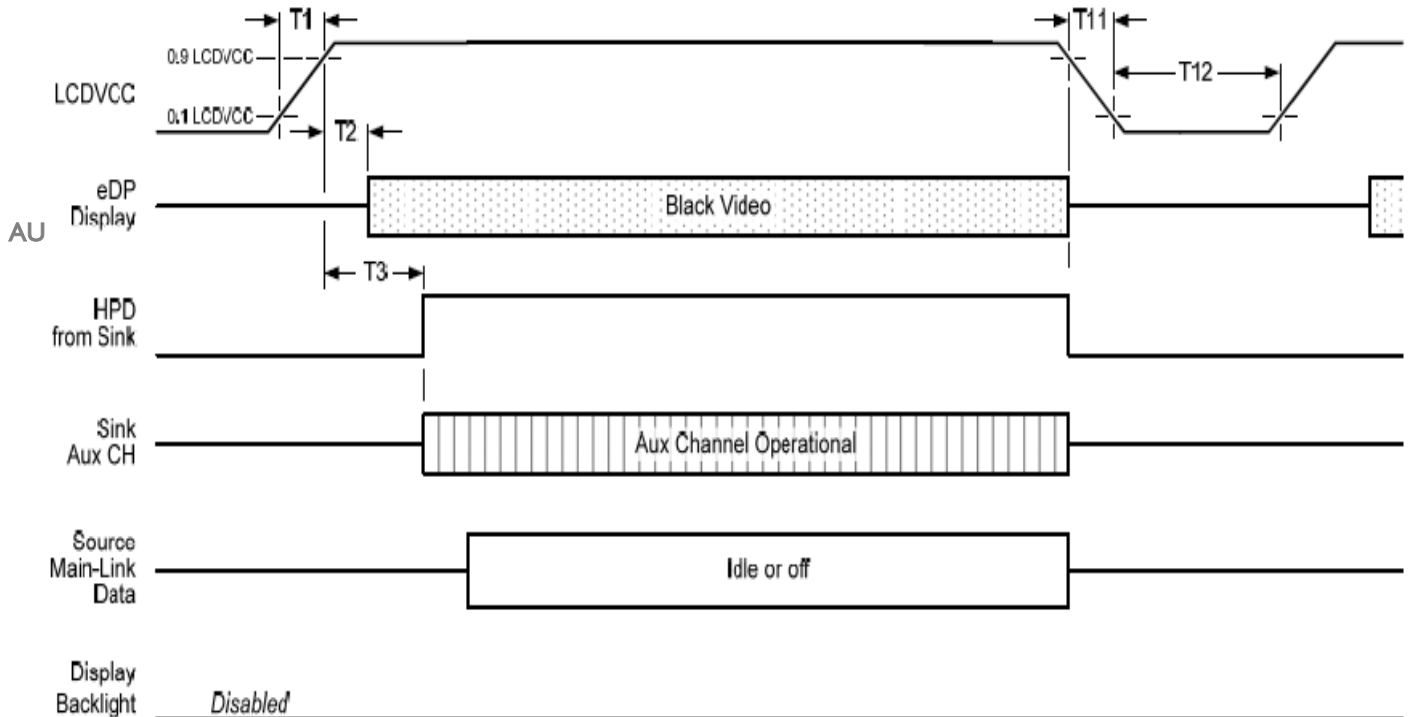 T1
T11
0.9 LCDVCC
T12
LCDVCC
0.1 LCDVCC
T2
eDP
Display
Black Video
AU
T3
HPD
from Sink
Sink
Aux CH
Aux Channel Operational
Source
Main-Link
Data
Idle or off
Display
Backlight
Disabled